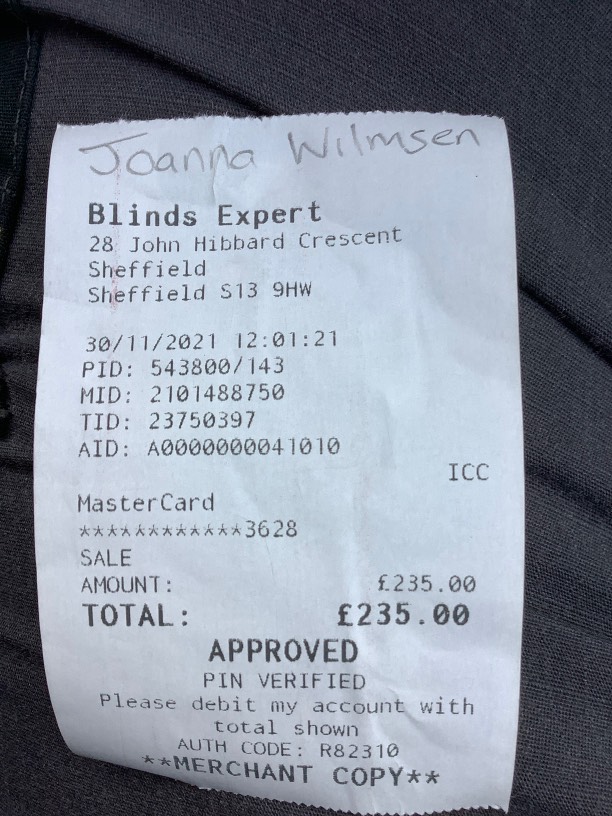 Joanna Wilmsen
Blinds Expert
28 John Hibbard Crescent
Sheffield
Sheffield S13 9HW
30/11/2021 12:01:21
PID: 543800/143
MID: 2101488750
TID: 23750397
AID: A0000000041010
ICC
MasterCard
************3628
SALE
AMOUNT: £235.00
TOTAL: £235.00
APPROVED
PIN VERIFIED
Please debit my account with
total shown
AUTH CODE: R82310
**MERCHANT COPY**